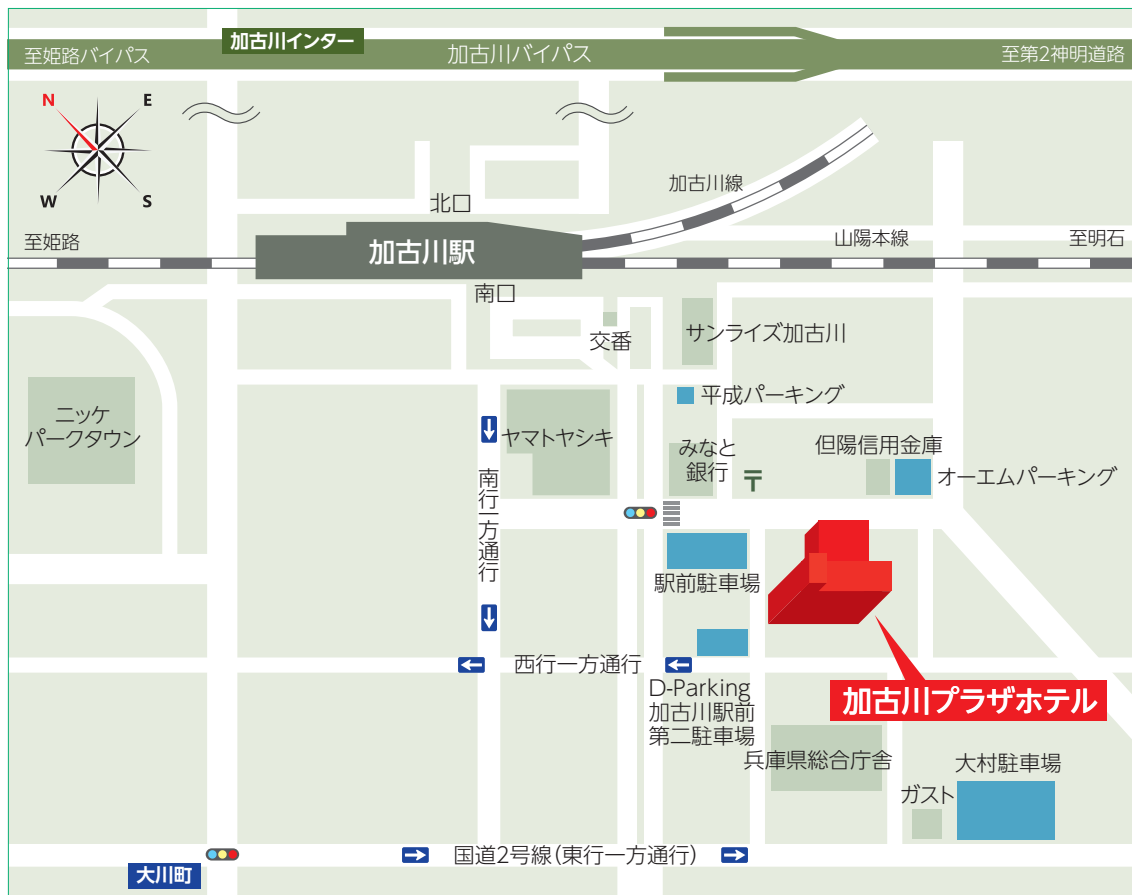 加古川インター
至姫路バイパス
加古川バイパス
至第2神明道路
N
E
W
S
加古川線
北口
至姫路
加古川駅
山陽本線
至明石
南口
交番
サンライズ加古川
平成パーキング
ニッケ
パークタウン
ヤマトヤシキ
みなと
銀行
〒
但陽信用金庫
オーエムパーキング
南行一方通行
駅前駐車場
西行一方通行
D-Parking
加古川駅前
第二駐車場
加古川プラザホテル
兵庫県総合庁舎
大村駐車場
ガスト
国道2号線(東行一方通行)
大川町